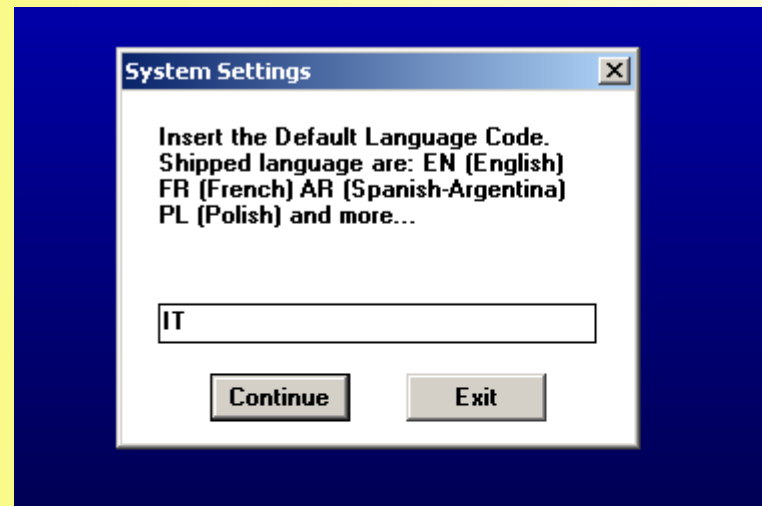 System Settings
Insert the Default Language Code.
Shipped language are: EN (English)
FR (French) AR (Spanish-Argentina)
PL (Polish) and more...
IT
Continue
Exit